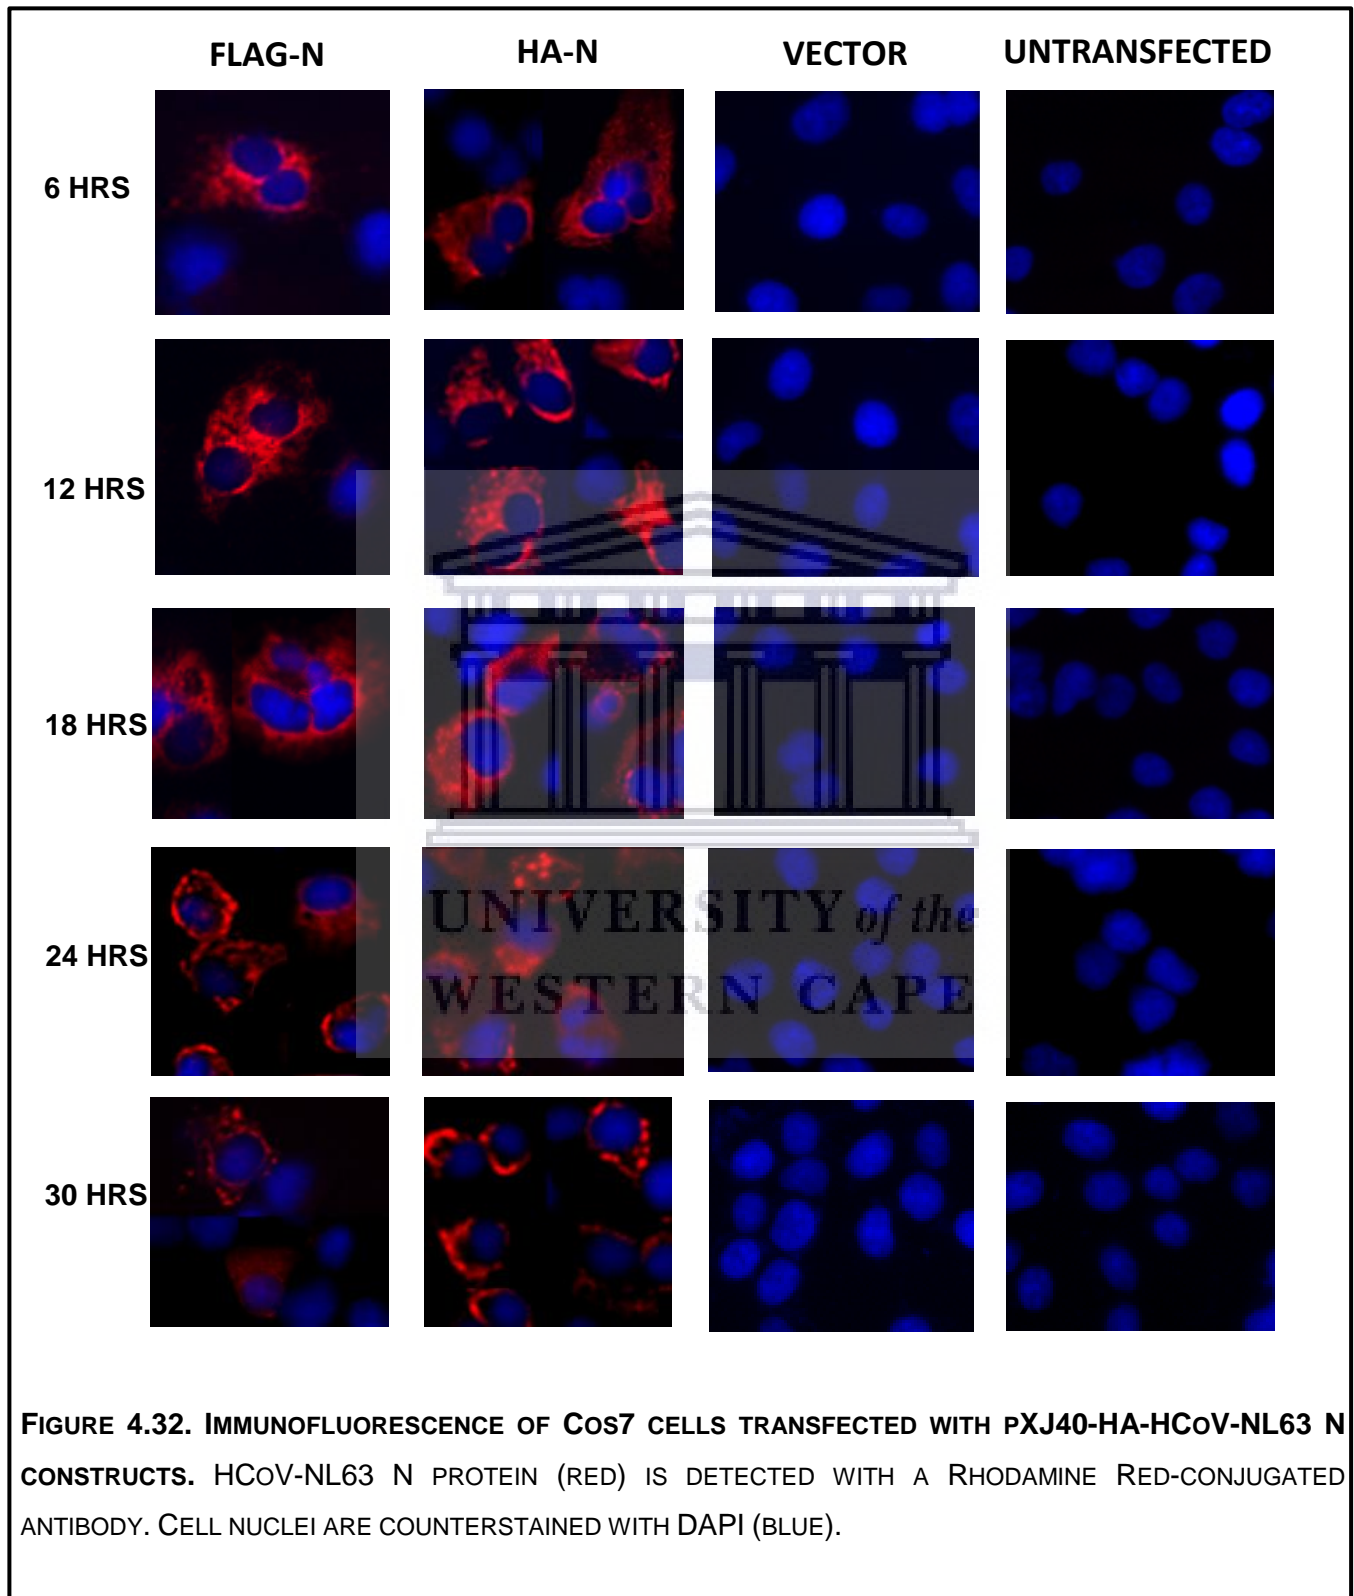 FLAG-N HA-N VECTOR UNTRANSFECTED
6 HRS
12 HRS
18 HRS
UNIVERSITY of the
24 HRS
WESTERN CAPE
30 HRS
FIGURE 4.32. IMMUNOFLUORESCENCE OF COS7 CELLS TRANSFECTED WITH PXJ40-HA-HCOV-NL63 N
CONSTRUCTS. HCOV-NL63 N PROTEIN (RED) IS DETECTED WITH A RHODAMINE RED-CONJUGATED
ANTIBODY. CELL NUCLEI ARE COUNTERSTAINED WITH DAPI (BLUE).